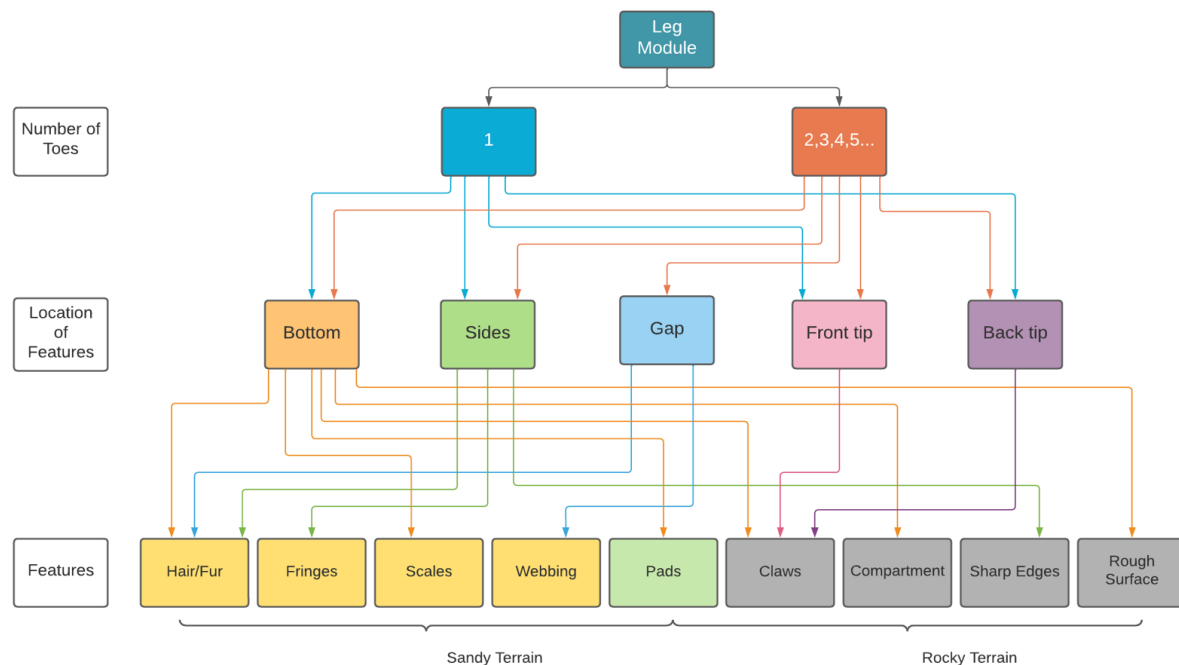 Leg
Module
Number of
Toes
1
2,3,4,5...
Location
of
Features
Bottom
Sides
Gap
Front tip
Back tip
Features
Hair/Fur
Fringes
Scales
Webbing
Pads
Claws
Compartment
Sharp Edges
Rough
Surface
Sandy Terrain
Rocky Terrain